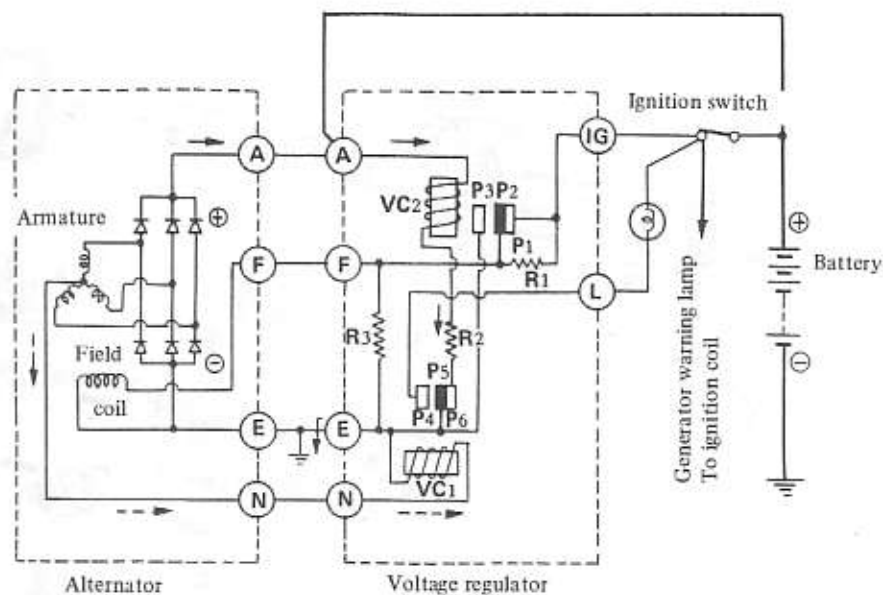 Ignition switch
A
A
IG
P3 P2
VC2
Armature
⊕
P1
F
F
R1
⊕
Battery
L
R3
R2
Field
⊖
P5
coil
P4 P6
⊖
E
E
VC1
N
N
Generator warning lamp
To ignition coil
Alternator
Voltage regulator